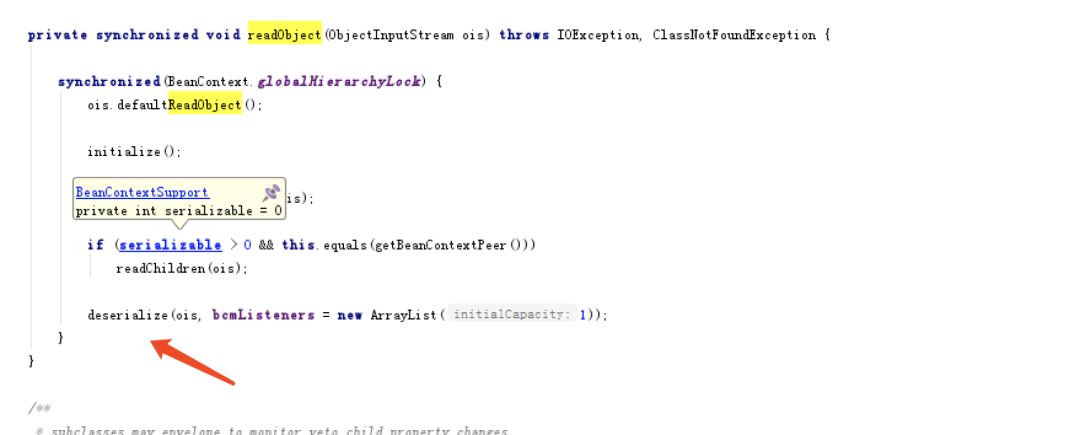 private synchronized void readObject(ObjectInputStream ois) throws IOException, ClassNotFoundException {
synchronized(BeanContext.globalHierarchyLock) {
ois.defaultReadObject();
initialize();
BeanContextSupport
is);
private int serializable = 0
if (serializable > 0 && this.equals(getBeanContextPeer()))
readChildren(ois);
deserialize(ois, bcmListeners = new ArrayList( initialCapacity: 1));
}
}
/**
* subclasses may envelope to monitor veto child property changes